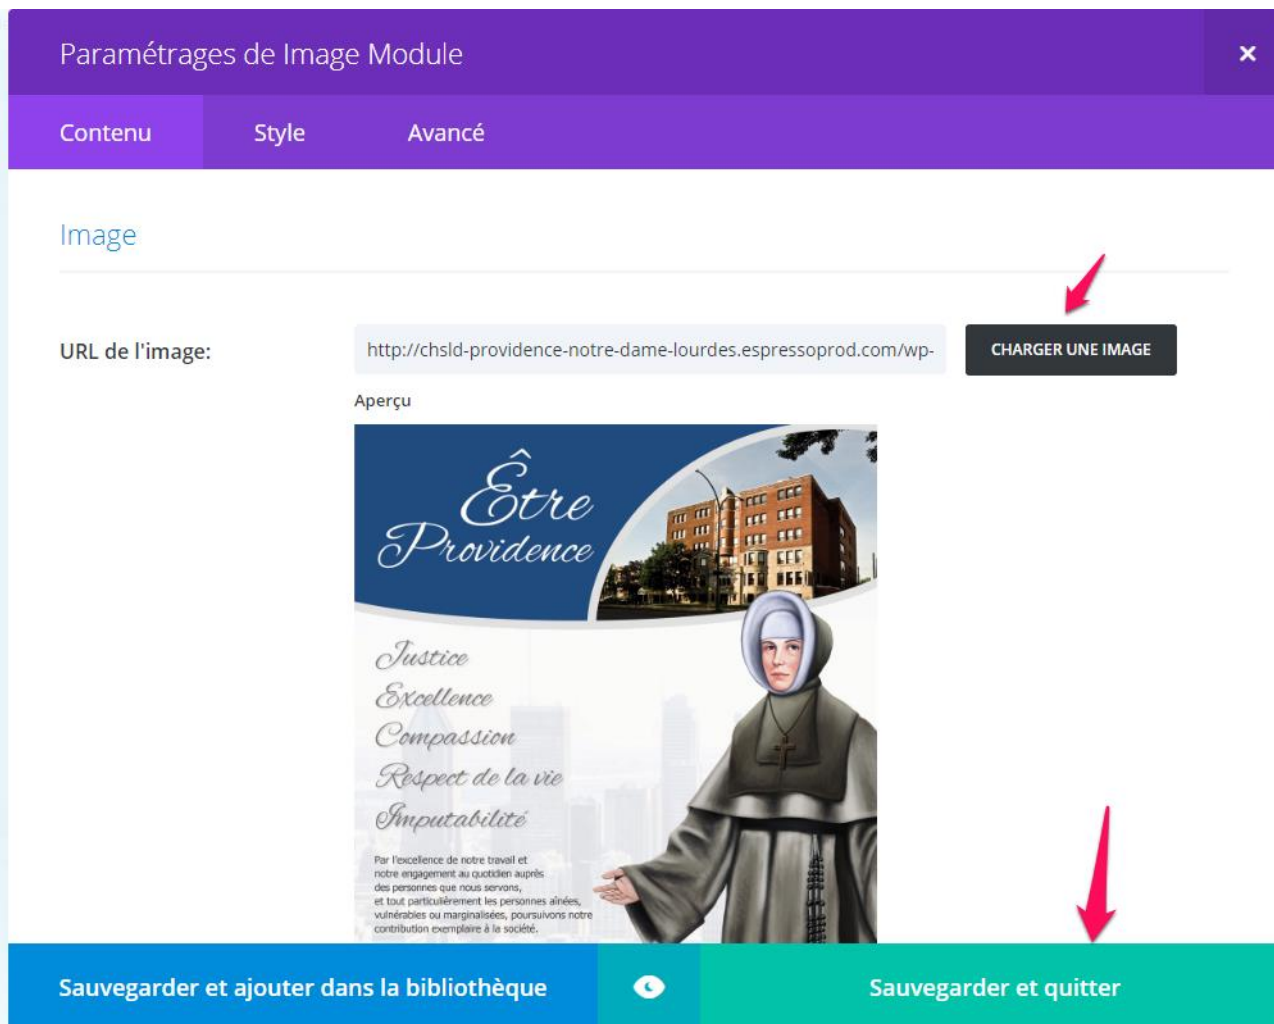 Paramétrages de Image Module
Contenu Style Avancé
Image
URL de l'image: http://chsld-providence-notre-dame-lourdes.espressoprod.com/wp- CHARGER UNE IMAGE
Aperçu
Être
Providence
Justice
Excellence
Compassion
Respect de la vie
Imputabilité
Par l'excellence de notre travail et
notre engagement au quotidien auprès
des personnes que nous servons,
et tout particulièrement les personnes aînées,
vulnérables ou marginalisées, poursuivons notre
contribution exemplaire à la société.
Sauvegarder et ajouter dans la bibliothèque Sauvegarder et quitter